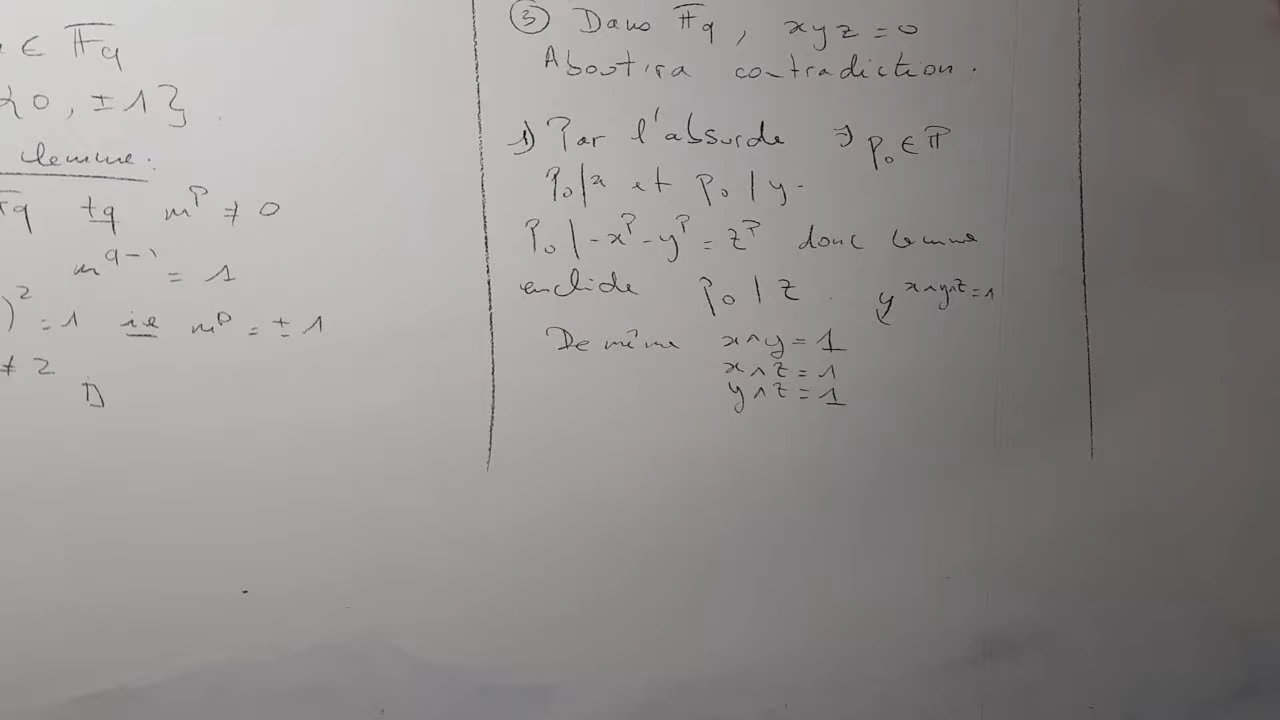 ∈ 𝔽q
{0, ±1}.
lemme.
𝔽q tq m^p ≠ 0
m^(q-1) = 1
)² = 1 ie m^p = ±1
≠ 2
③ Dans 𝔽q, xyz = 0
Aboutira contradiction.
1) Par l'absurde ∃ p₀ ∈ ℙ
p₀|x et p₀|y.
p₀|-x^p-y^p = z^p donc lemme
euclide p₀|z. x∧y∧z=1
De même x∧y = 1
x∧z = 1
y∧z = 1